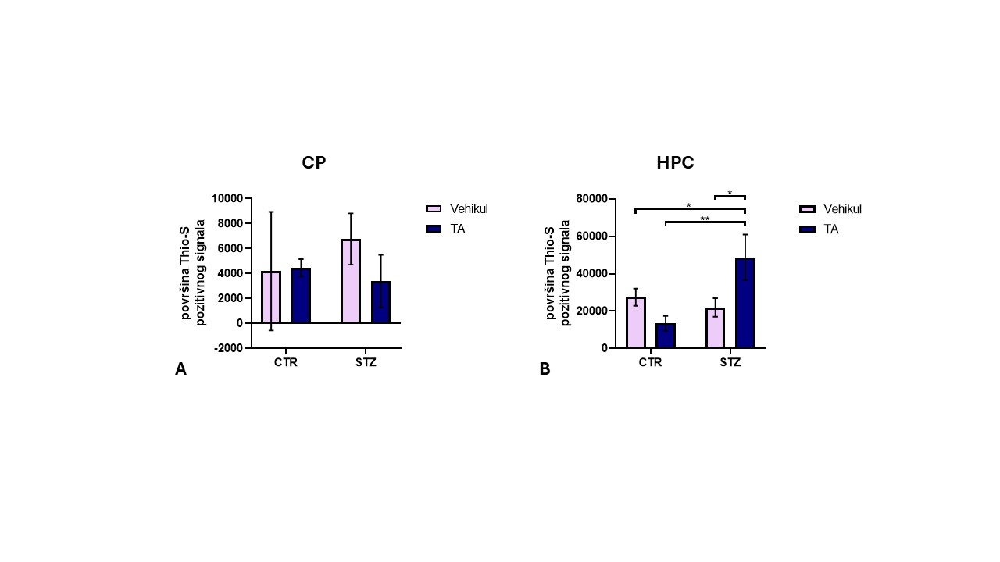 CP
površina Thio-S
pozitivnog signala
10000
8000
6000
4000
2000
0
-2000
CTR
STZ
Vehikul
TA
A
HPC
površina Thio-S
pozitivnog signala
80000
60000
40000
20000
0
*
*
**
CTR
STZ
Vehikul
TA
B